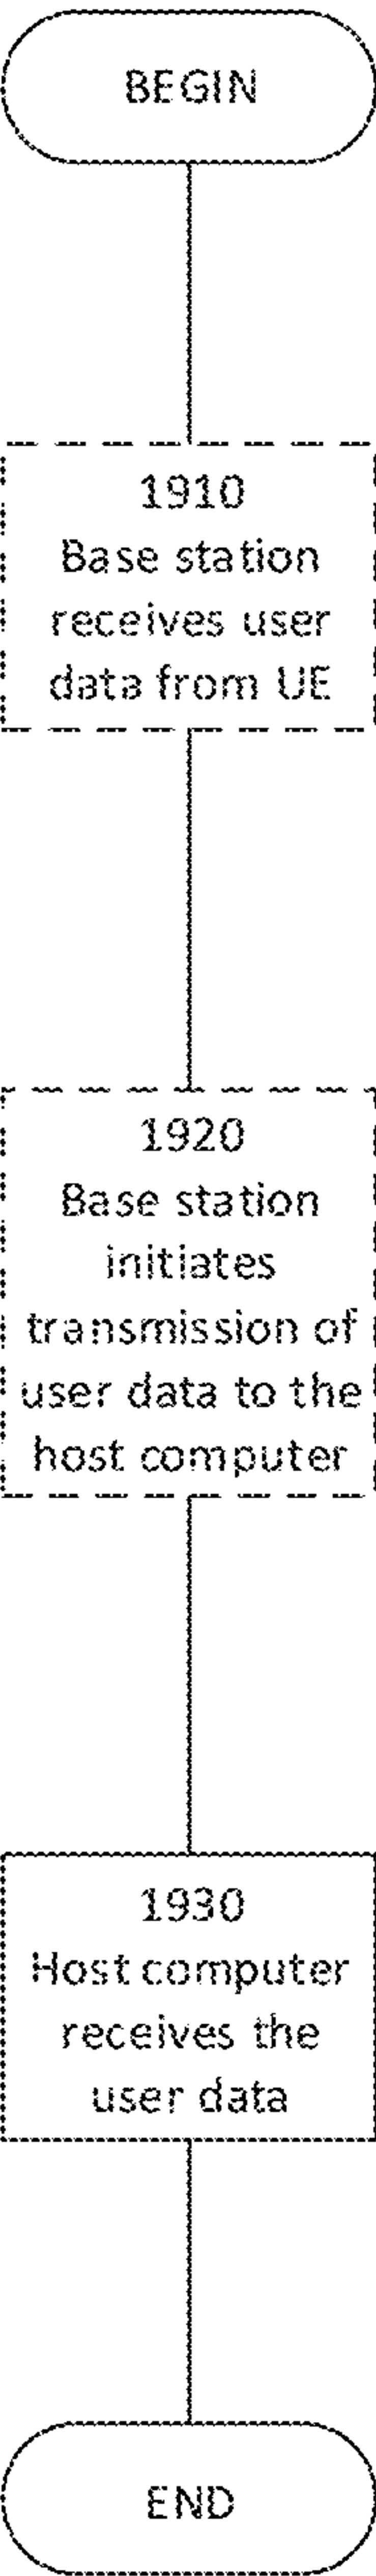 BEGIN
1910
Base station
receives user
data from UE
1920
Base station
initiates
transmission of
user data to the
host computer
1930
Host computer
receives the
user data
END